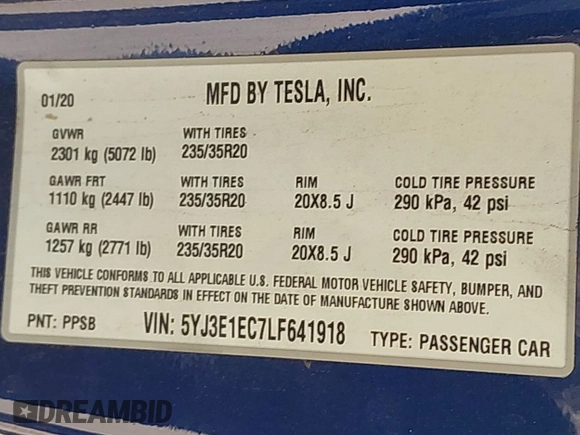 01/20 MFD BY TESLA, INC.
GVWR WITH TIRES
2301 kg (5072 lb) 235/35R20
GAWR FRT WITH TIRES RIM COLD TIRE PRESSURE
1110 kg (2447 lb) 235/35R20 20X8.5 J 290 kPa, 42 psi
GAWR RR WITH TIRES RIM COLD TIRE PRESSURE
1257 kg (2771 lb) 235/35R20 20X8.5 J 290 kPa, 42 psi
THIS VEHICLE CONFORMS TO ALL APPLICABLE U.S. FEDERAL MOTOR VEHICLE SAFETY, BUMPER, AND
THEFT PREVENTION STANDARDS IN EFFECT ON THE DATE OF MANUFACTURE SHOWN ABOVE.
PNT: PPSB VIN: 5YJ3E1EC7LF641918 TYPE: PASSENGER CAR
DREAMBID